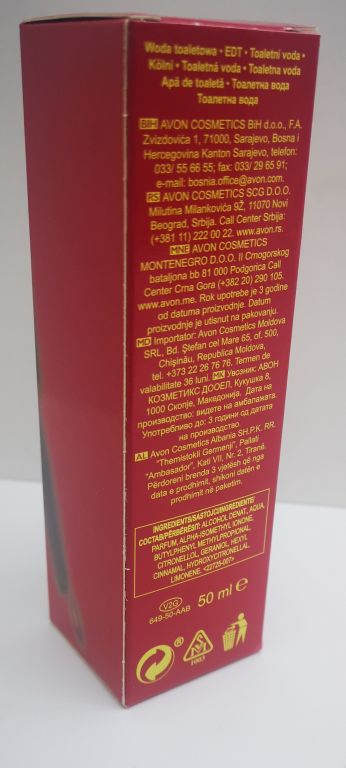 Woda toaletowa • EDT • Toaletní voda •
Kölni • Toaletná voda • Toaletna voda
Apă de toaletă • Тоалетна вода
Тоалетна вода
BIH AVON COSMETICS BiH d.o.o., F.A.
Zvizdovića 1, 71000, Sarajevo, Bosna i
Hercegovina Kanton Sarajevo, telefon:
033/ 55 66 55; fax: 033/ 29 65 91;
e-mail: bosnia.office@avon.com.
RS AVON COSMETICS SCG D.O.O.
Milutina Milankovića 9Ž, 11070 Novi
Beograd, Srbija. Call Center Srbija:
(+381 11) 222 00 22. www.avon.rs.
MNE AVON COSMETICS
MONTENEGRO D.O.O. II Crnogorskog
bataljona bb 81 000 Podgorica Call
Center Crna Gora (+382 20) 290 105.
www.avon.me. Rok upotrebe je 3 godine
od datuma proizvodnje. Datum
proizvodnje je utisnut na pakovanju.
MD Importator: Avon Cosmetics Moldova
SRL, Bd. Ştefan cel Mare 65, of. 500,
Chişinău, Republica Moldova,
tel. +373 22 26 76 76. Termen de
valabilitate 36 luni. MK Увозник: АВОН
КОЗМЕТИКС ДООЕЛ, Кукушка 8,
1000 Скопје, Македонија. Дата на
производство: видете на амбалажата.
Употребливо до: 3 години од датата
на производство.
AL Avon Cosmetics Albania SH.P.K. RR.
"Themistokli Germenji", Pallati
"Ambasador", Kati VII, Nr. 2, Tiranë
Përdoreni brenda 3 vjetësh që nga
data e prodhimit, shikoni datën e
prodhimit në paketim.
INGREDIENTS/SASTOJCI/INGREDIENTE/
СОСТАВ/PËRBËRËSIT: ALCOHOL DENAT., AQUA,
PARFUM, ALPHA-ISOMETHYL IONONE,
BUTYLPHENYL METHYLPROPIONAL,
CITRONELLOL, GERANIOL, HEXYL
CINNAMAL, HYDROXYCITRONELLAL,
LIMONENE. <22725-007>
V2G
649-50-AAB
50 ml e
®
SM
1003